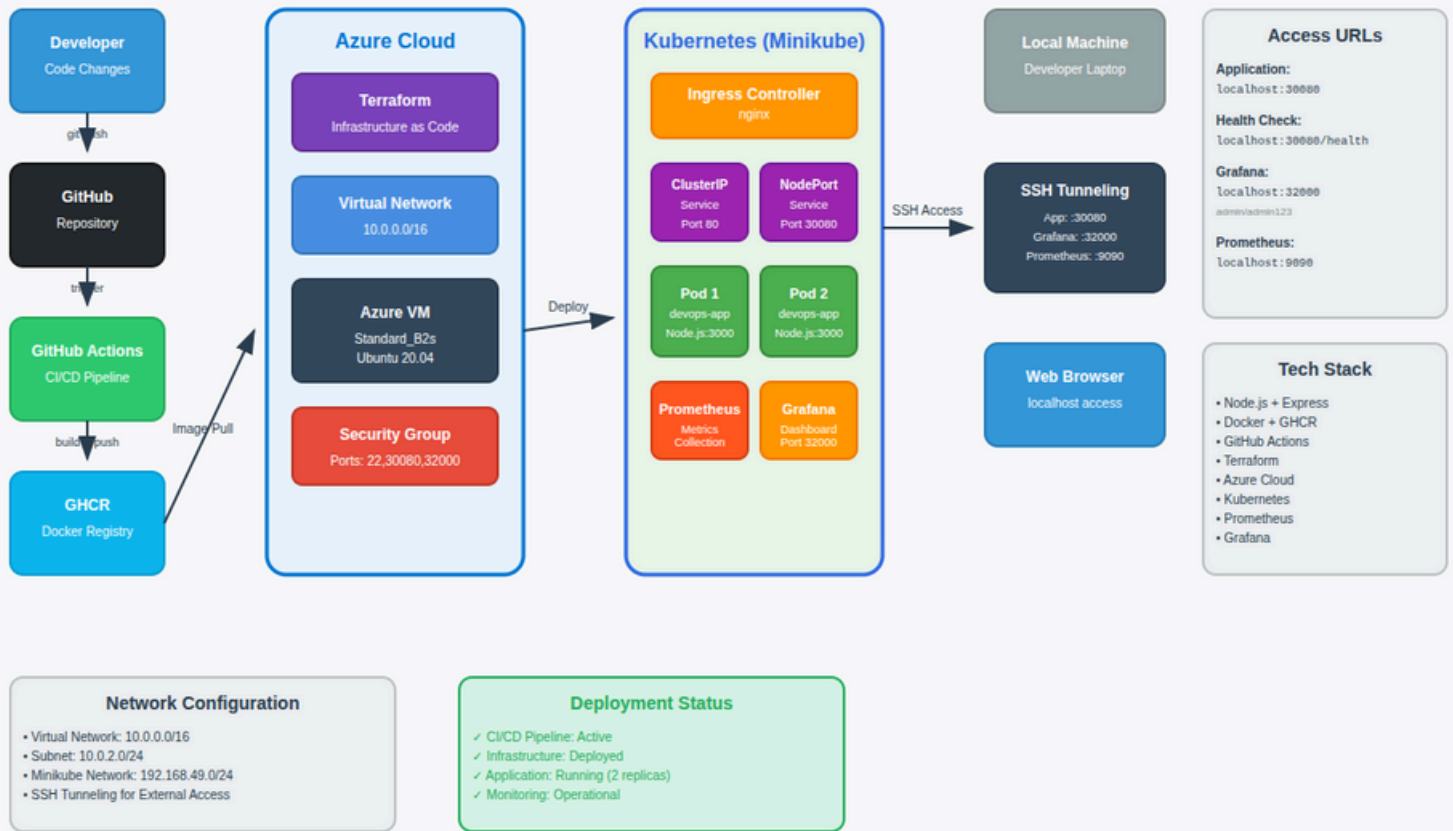 Developer
Code Changes
GitHub
Repository
GitHub Actions
CI/CD Pipeline
GHCR
Docker Registry
Image Pull
Azure Cloud
Terraform
Infrastructure as Code
Virtual Network
10.0.0.0/16
Azure VM
Standard_B2s
Ubuntu 20.04
Security Group
Ports: 22,30080,32000
Deploy
Kubernetes (Minikube)
Ingress Controller
nginx
ClusterIP
Service
Port 80
NodePort
Service
Port 30080
Pod 1
devops-app
Node.js:3000
Pod 2
devops-app
Node.js:3000
Prometheus
Metrics
Collection
Grafana
Dashboard
Port 32000
SSH Access
Local Machine
Developer Laptop
SSH Tunneling
App: :30080
Grafana: :32000
Prometheus: :9090
Web Browser
localhost access
Access URLs
Application:
localhost:30080
Health Check:
localhost:30080/health
Grafana:
localhost:32000
admin/admin123
Prometheus:
localhost:9090
Tech Stack
• Node.js + Express
• Docker + GHCR
• GitHub Actions
• Terraform
• Azure Cloud
• Kubernetes
• Prometheus
• Grafana
Network Configuration
• Virtual Network: 10.0.0.0/16
• Subnet: 10.0.2.0/24
• Minikube Network: 192.168.49.0/24
• SSH Tunneling for External Access
Deployment Status
✓ CI/CD Pipeline: Active
✓ Infrastructure: Deployed
✓ Application: Running (2 replicas)
✓ Monitoring: Operational